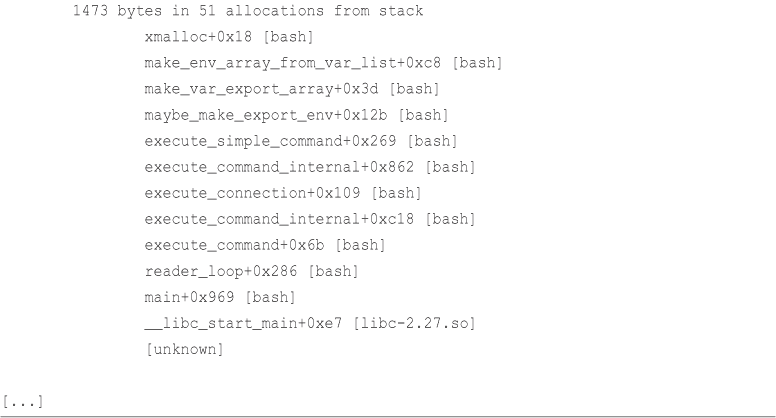 1473 bytes in 51 allocations from stack
xmalloc+0x18 [bash]
make_env_array_from_var_list+0xc8 [bash]
make_var_export_array+0x3d [bash]
maybe_make_export_env+0x12b [bash]
execute_simple_command+0x269 [bash]
execute_command_internal+0x862 [bash]
execute_connection+0x109 [bash]
execute_command_internal+0xc18 [bash]
execute_command+0x6b [bash]
reader_loop+0x286 [bash]
main+0x969 [bash]
__libc_start_main+0xe7 [libc-2.27.so]
[unknown]
[...]